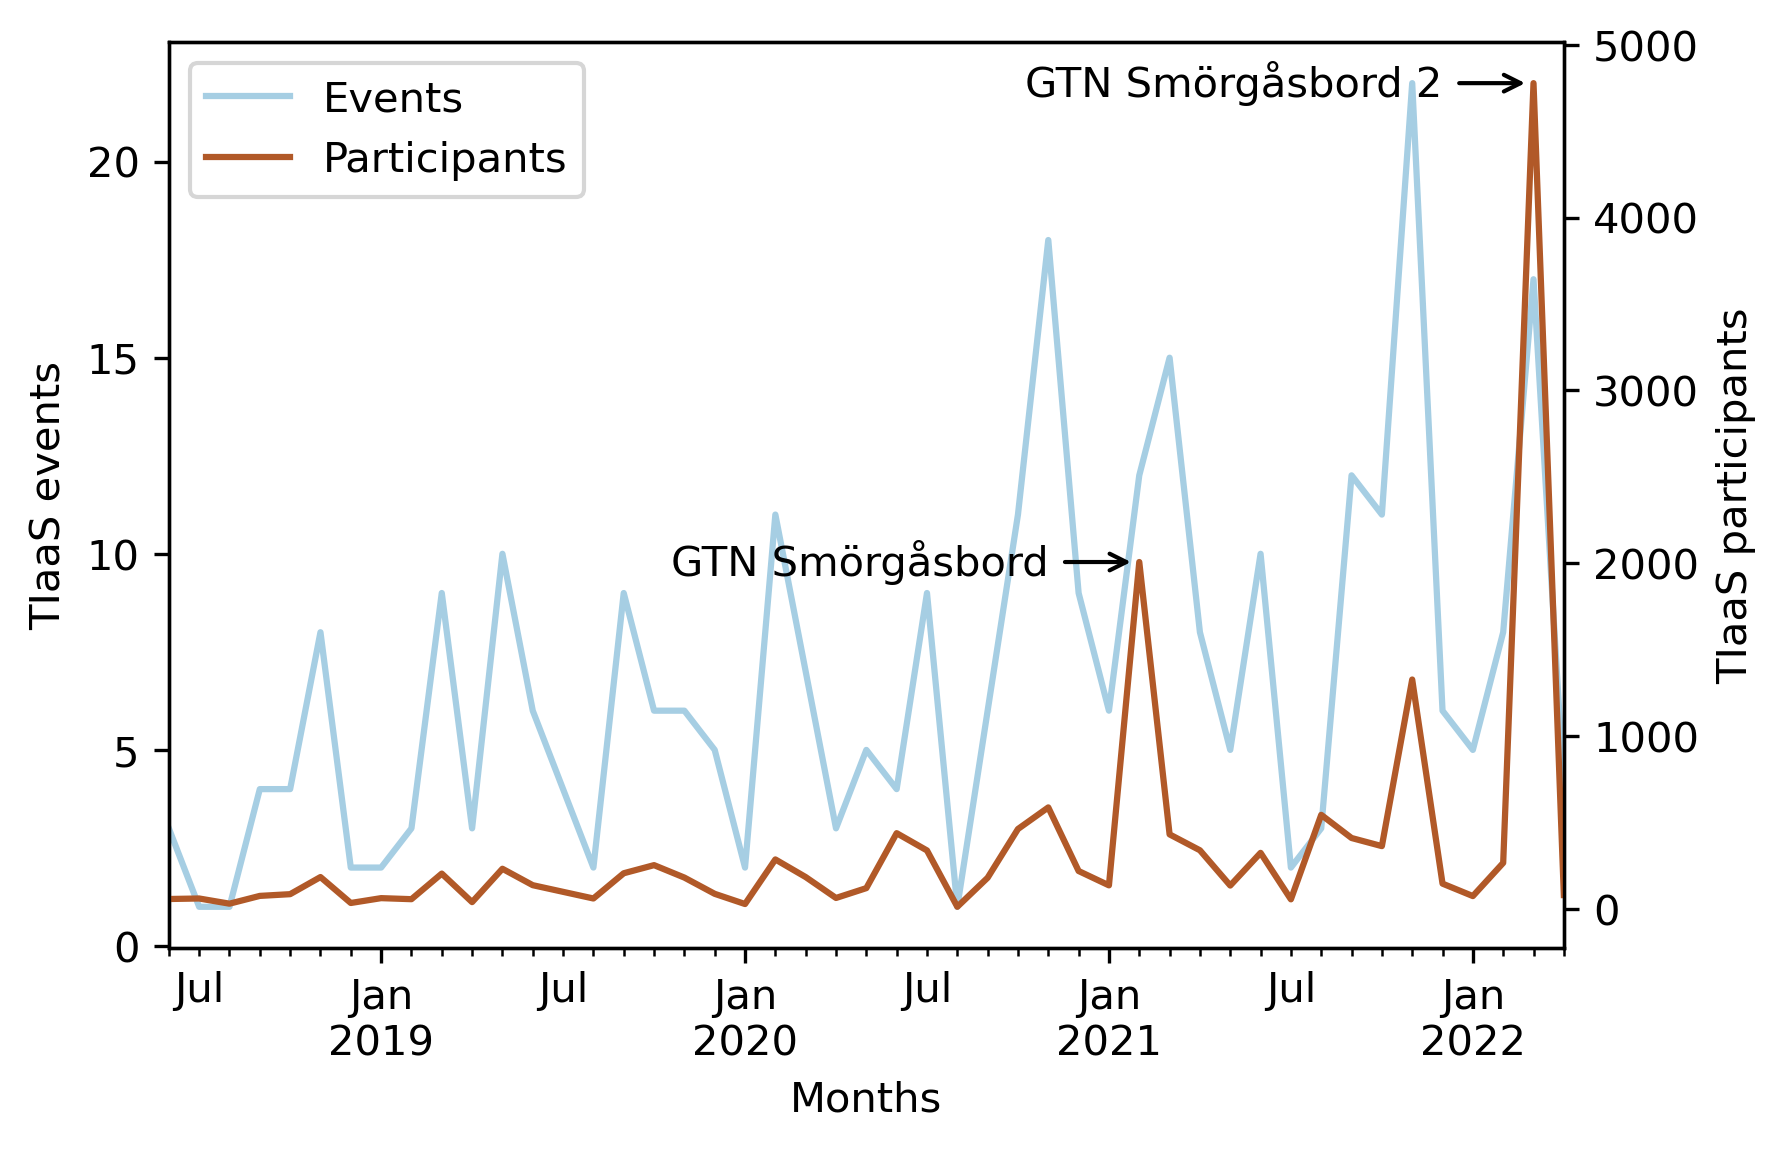 GTN Smörgåsbord 2
Events
Participants
GTN Smörgåsbord
TIaaS events
20
15
10
5
0
5000
4000
3000
2000
1000
0
TIaaS participants
Jul
Jan
2019
Jul
Jan
2020
Jul
Jan
2021
Jul
Jan
2022
Months